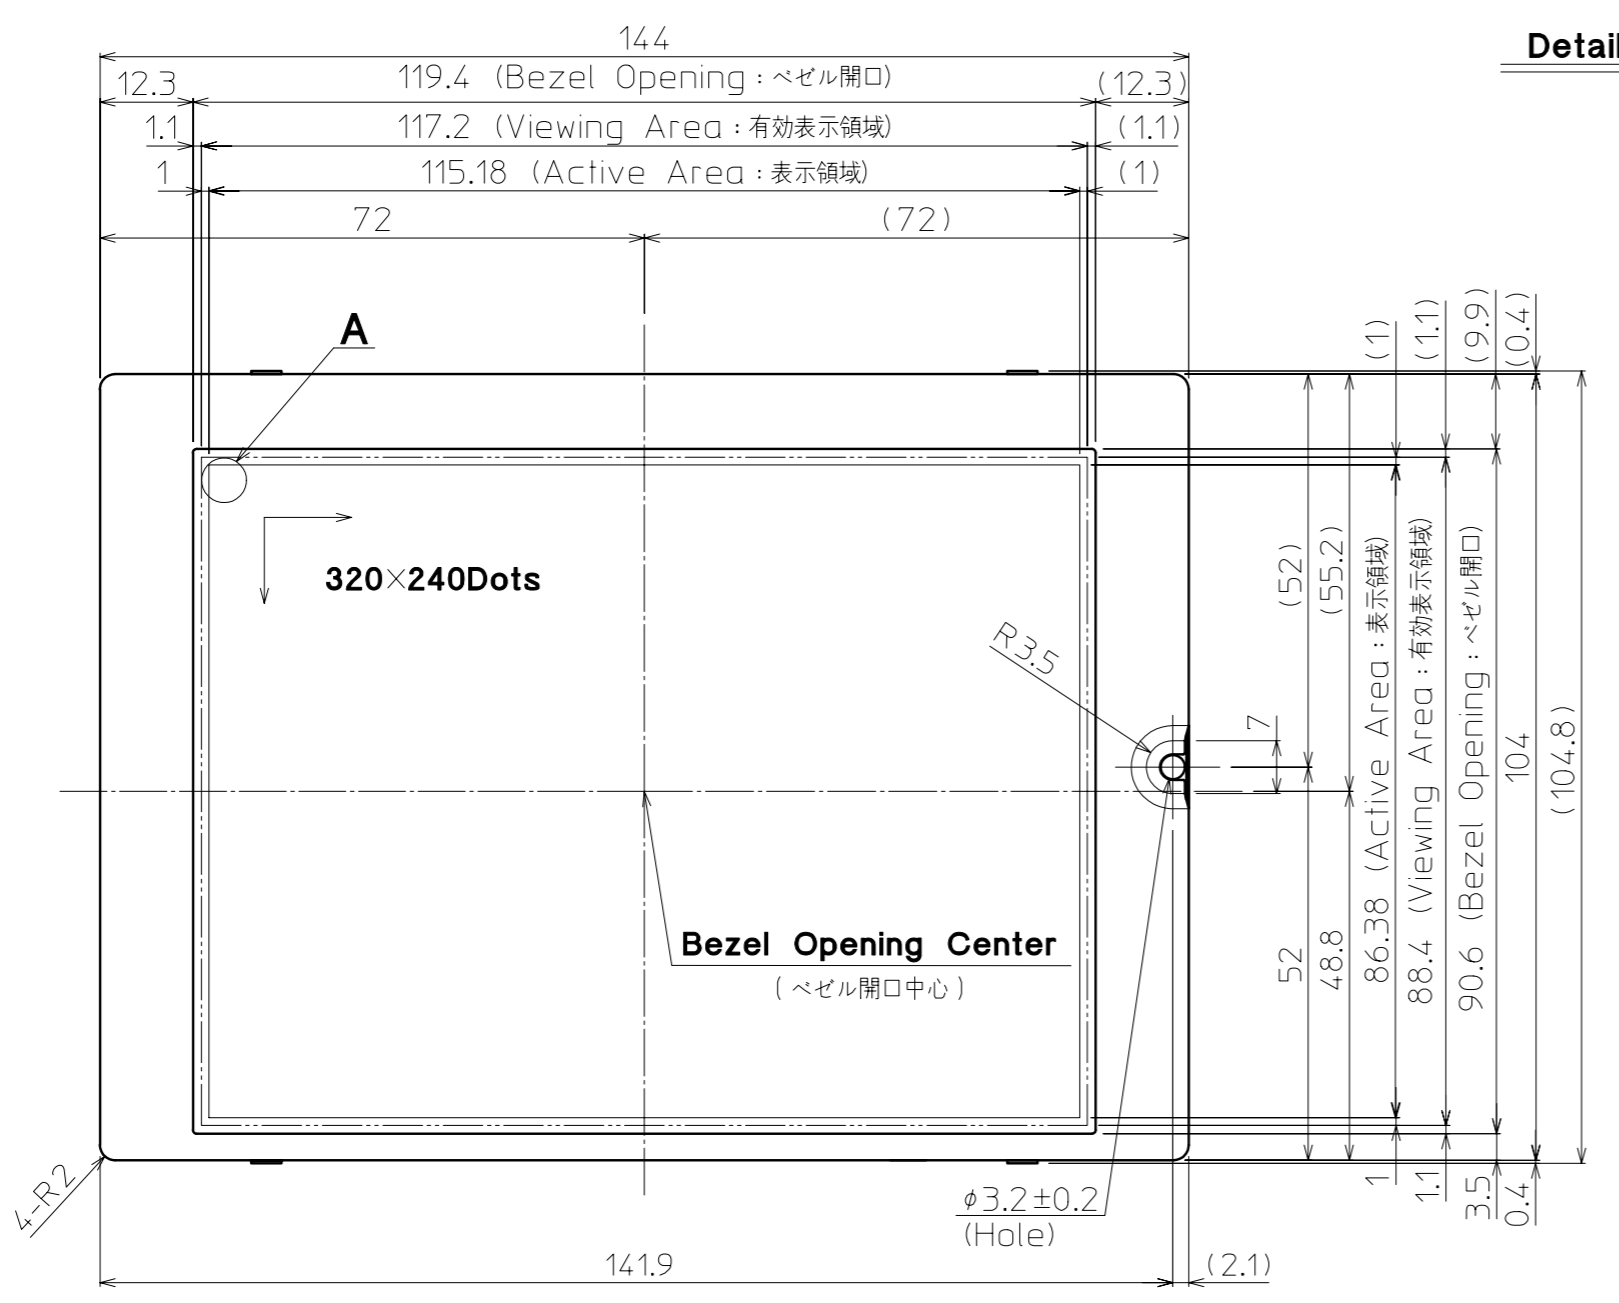 144
Detail
12.3
119.4 (Bezel Opening：ベゼル開口)
(12.3)
1.1
117.2 (Viewing Area：有効表示領域)
(1.1)
1
115.18 (Active Area：表示領域)
(1)
72
(72)
A
(1)
(1.1)
(9.9)
(0.4)
320×240Dots
R3.5
7
(52)
(55.2)
52
48.8
86.38 (Active Area：表示領域)
88.4 (Viewing Area：有効表示領域)
90.6 (Bezel Opening：ベゼル開口)
104
(104.8)
Bezel Opening Center
(ベゼル開口中心)
4-R2
φ3.2±0.2
(Hole)
1
1.1
3.5
0.4
141.9
(2.1)